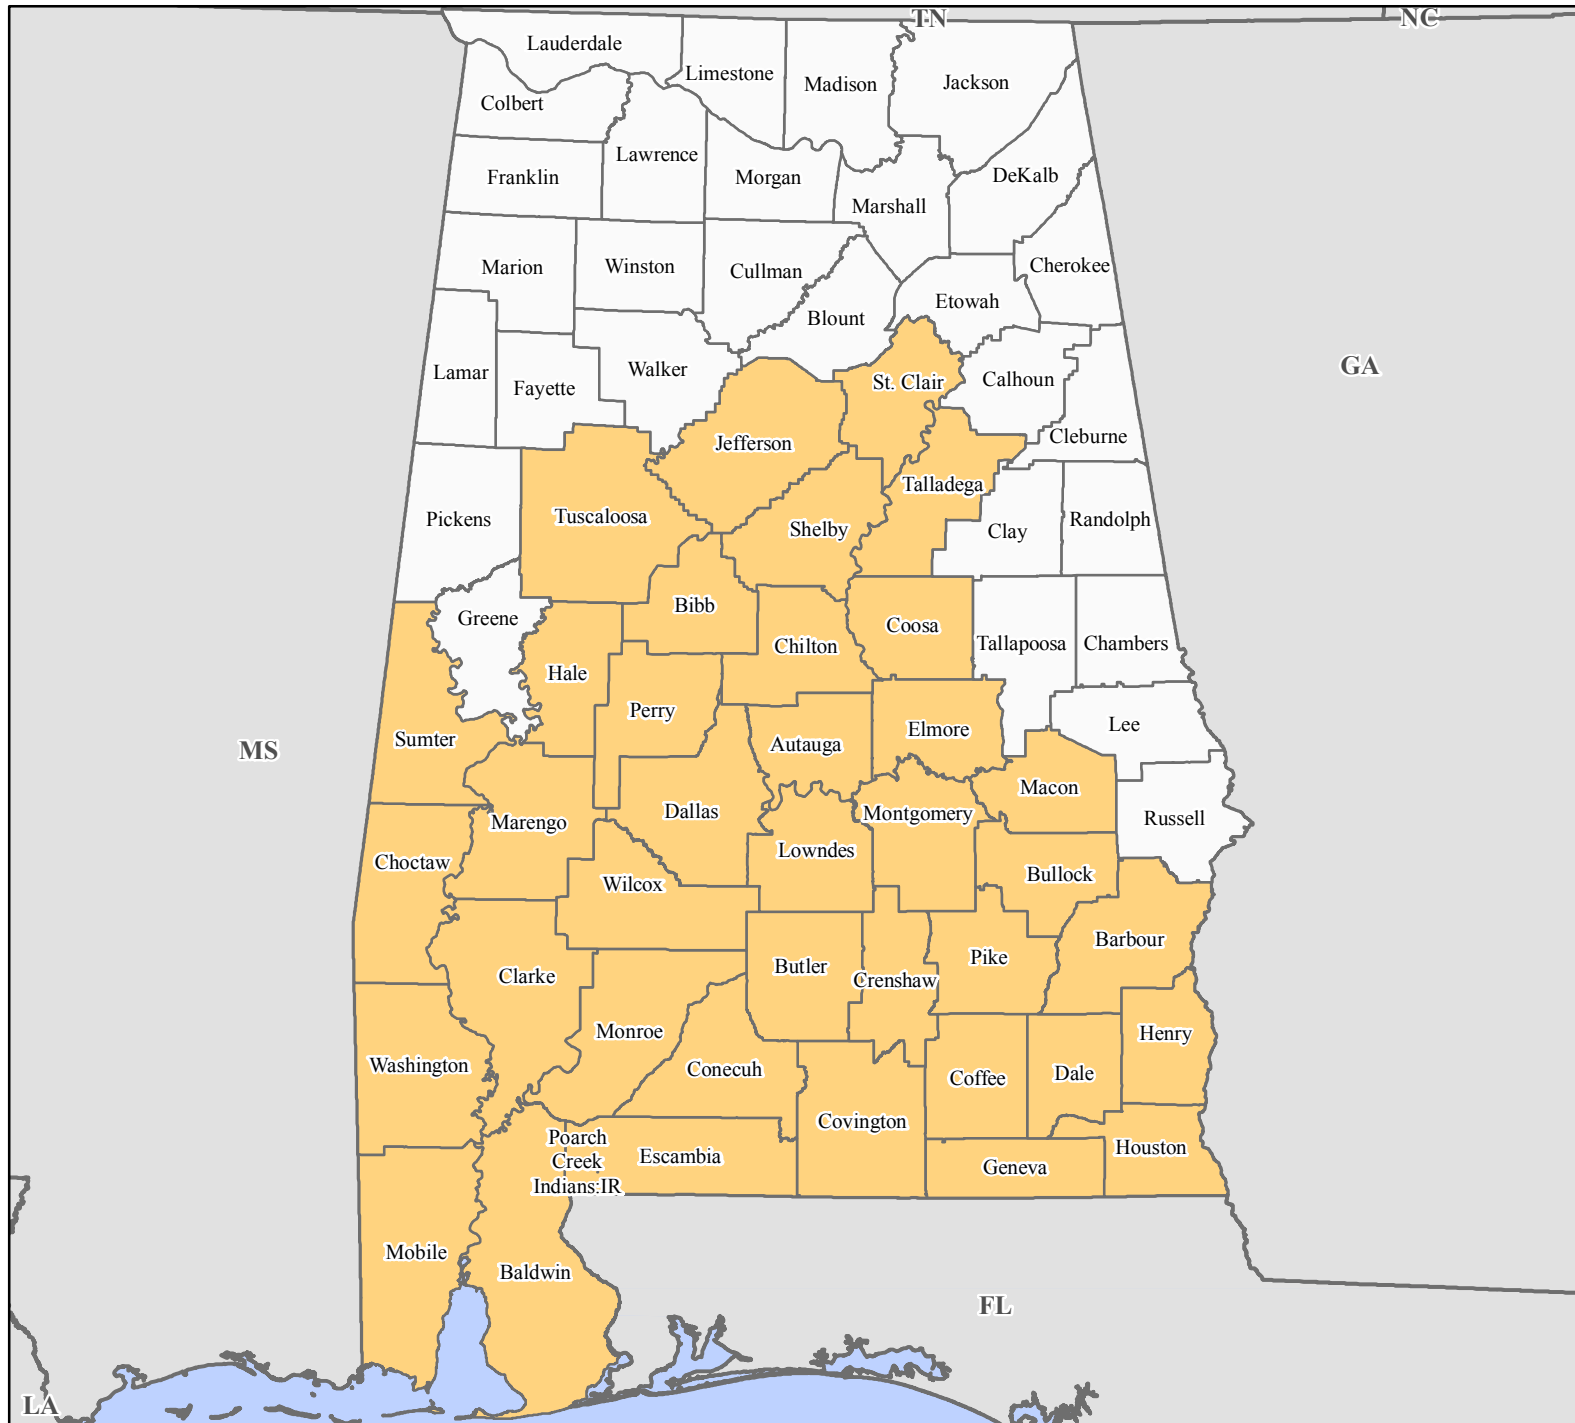 TN
NC
Lauderdale
Limestone
Madison
Jackson
Colbert
Lawrence
Franklin
Morgan
DeKalb
Marshall
Marion
Winston
Cullman
Cherokee
Etowah
Blount
Lamar
Fayette
Walker
St. Clair
Calhoun
GA
Jefferson
Cleburne
Talladega
Pickens
Tuscaloosa
Shelby
Clay
Randolph
Greene
Bibb
Coosa
Chilton
Tallapoosa
Chambers
Hale
Perry
Lee
Sumter
MS
Autauga
Elmore
Macon
Dallas
Montgomery
Marengo
Russell
Choctaw
Lowndes
Wilcox
Bullock
Barbour
Clarke
Butler
Crenshaw
Pike
Monroe
Henry
Washington
Conecuh
Coffee
Dale
Covington
Poarch
Creek
Indians:IR
Escambia
Geneva
Houston
Mobile
Baldwin
FL
LA